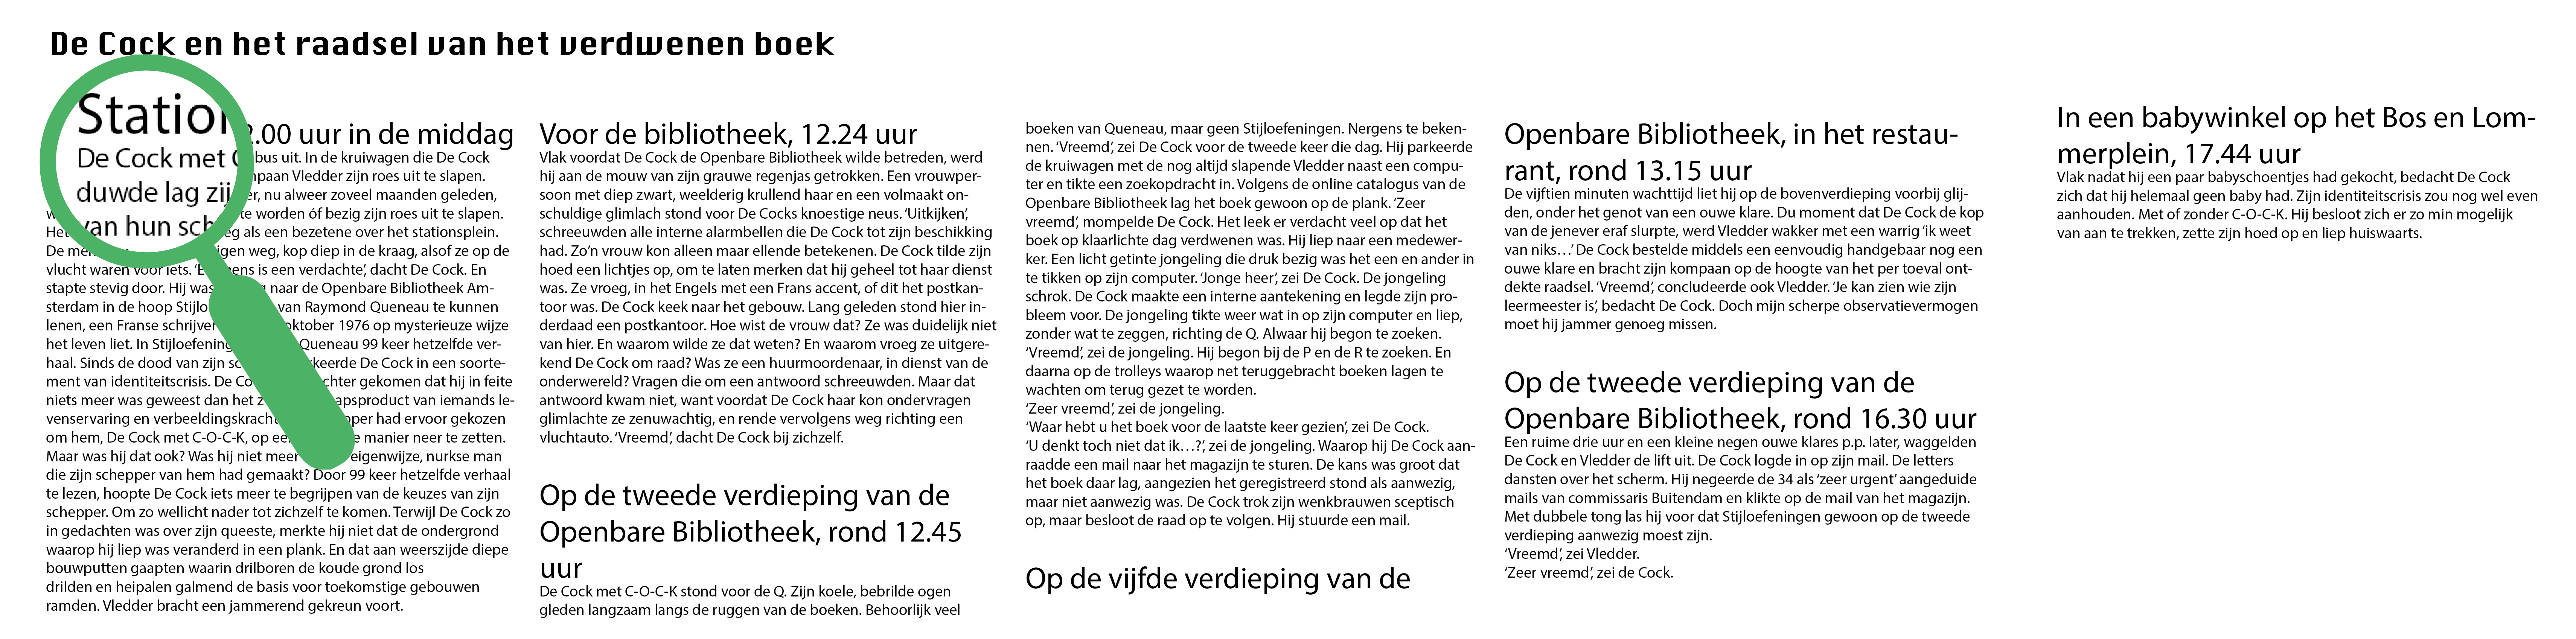 De Cock en het raadsel van het verdwenen boek
Station 2.00 uur in de middag
De Cock met bus uit. In de kruiwagen die De Cock
duwde lag zij npaan Vledder zijn roes uit te slapen.
er, nu alweer zoveel maanden geleden,
van hun sch te worden óf bezig zijn roes uit te slapen.
Het eg als een bezetene over het stationsplein.
De me igen weg, kop diep in de kraag, alsof ze op de
vlucht waren voor iets. ens is een verdachte’, dacht De Cock. En
stapte stevig door. Hij was naar de Openbare Bibliotheek Am-
sterdam in de hoop Stijlo van Raymond Queneau te kunnen
lenen, een Franse schrijver oktober 1976 op mysterieuze wijze
het leven liet. In Stijloefening Queneau 99 keer hetzelfde ver-
haal. Sinds de dood van zijn sc keerde De Cock in een soorte-
ment van identiteitscrisis. De Co chter gekomen dat hij in feite
niets meer was geweest dan het z apsproduct van iemands le-
venservaring en verbeeldingskracht pper had ervoor gekozen
om hem, De Cock met C-O-C-K, op ee e manier neer te zetten.
Maar was hij dat ook? Was hij niet meer eigenwijze, nurkse man
die zijn schepper van hem had gemaakt? Door 99 keer hetzelfde verhaal
te lezen, hoopte De Cock iets meer te begrijpen van de keuzes van zijn
schepper. Om zo wellicht nader tot zichzelf te komen. Terwijl De Cock zo
in gedachten was over zijn queeste, merkte hij niet dat de ondergrond
waarop hij liep was veranderd in een plank. En dat aan weerszijde diepe
bouwputten gaapten waarin drilboren de koude grond los
drilden en heipalen galmend de basis voor toekomstige gebouwen
ramden. Vledder bracht een jammerend gekreun voort.
Voor de bibliotheek, 12.24 uur
Vlak voordat De Cock de Openbare Bibliotheek wilde betreden, werd
hij aan de mouw van zijn grauwe regenjas getrokken. Een vrouwper-
soon met diep zwart, weelderig krullend haar en een volmaakt on-
schuldige glimlach stond voor De Cocks knoestige neus. ‘Uitkijken’,
schreeuwden alle interne alarmbellen die De Cock tot zijn beschikking
had. Zo’n vrouw kon alleen maar ellende betekenen. De Cock tilde zijn
hoed een lichtjes op, om te laten merken dat hij geheel tot haar dienst
was. Ze vroeg, in het Engels met een Frans accent, of dit het postkan-
toor was. De Cock keek naar het gebouw. Lang geleden stond hier in-
derdaad een postkantoor. Hoe wist de vrouw dat? Ze was duidelijk niet
van hier. En waarom wilde ze dat weten? En waarom vroeg ze uitgere-
kend De Cock om raad? Was ze een huurmoordenaar, in dienst van de
onderwereld? Vragen die om een antwoord schreeuwden. Maar dat
antwoord kwam niet, want voordat De Cock haar kon ondervragen
glimlachte ze zenuwachtig, en rende vervolgens weg richting een
vluchtauto. ‘Vreemd’, dacht De Cock bij zichzelf.
Op de tweede verdieping van de
Openbare Bibliotheek, rond 12.45
uur
De Cock met C-O-C-K stond voor de Q. Zijn koele, bebrilde ogen
gleden langzaam langs de ruggen van de boeken. Behoorlijk veel
boeken van Queneau, maar geen Stijloefeningen. Nergens te beken-
nen. ‘Vreemd’, zei De Cock voor de tweede keer die dag. Hij parkeerde
de kruiwagen met de nog altijd slapende Vledder naast een compu-
ter en tikte een zoekopdracht in. Volgens de online catalogus van de
Openbare Bibliotheek lag het boek gewoon op de plank. ‘Zeer
vreemd’, mompelde De Cock. Het leek er verdacht veel op dat het
boek op klaarlichte dag verdwenen was. Hij liep naar een medewer-
ker. Een licht getinte jongeling die druk bezig was het een en ander in
te tikken op zijn computer. ‘Jonge heer’, zei De Cock. De jongeling
schrok. De Cock maakte een interne aantekening en legde zijn pro-
bleem voor. De jongeling tikte weer wat in op zijn computer en liep,
zonder wat te zeggen, richting de Q. Alwaar hij begon te zoeken.
‘Vreemd’, zei de jongeling. Hij begon bij de P en de R te zoeken. En
daarna op de trolleys waarop net teruggebracht boeken lagen te
wachten om terug gezet te worden.
‘Zeer vreemd’, zei de jongeling.
‘Waar hebt u het boek voor de laatste keer gezien’, zei De Cock.
‘U denkt toch niet dat ik…?’, zei de jongeling. Waarop hij De Cock aan-
raadde een mail naar het magazijn te sturen. De kans was groot dat
het boek daar lag, aangezien het geregistreerd stond als aanwezig,
maar niet aanwezig was. De Cock trok zijn wenkbrauwen sceptisch
op, maar besloot de raad op te volgen. Hij stuurde een mail.
Op de vijfde verdieping van de
Openbare Bibliotheek, in het restau-
rant, rond 13.15 uur
De vijftien minuten wachttijd liet hij op de bovenverdieping voorbij glij-
den, onder het genot van een ouwe klare. Du moment dat De Cock de kop
van de jenever eraf slurpte, werd Vledder wakker met een warrig ‘ik weet
van niks…’ De Cock bestelde middels een eenvoudig handgebaar nog een
ouwe klare en bracht zijn kompaan op de hoogte van het per toeval ont-
dekte raadsel. ‘Vreemd’, concludeerde ook Vledder. ‘Je kan zien wie zijn
leermeester is’, bedacht De Cock. Doch mijn scherpe observatievermogen
moet hij jammer genoeg missen.
Op de tweede verdieping van de
Openbare Bibliotheek, rond 16.30 uur
Een ruime drie uur en een kleine negen ouwe klares p.p. later, waggelden
De Cock en Vledder de lift uit. De Cock logde in op zijn mail. De letters
dansten over het scherm. Hij negeerde de 34 als ‘zeer urgent’ aangeduide
mails van commissaris Buitendam en klikte op de mail van het magazijn.
Met dubbele tong las hij voor dat Stijloefeningen gewoon op de tweede
verdieping aanwezig moest zijn.
‘Vreemd’, zei Vledder.
‘Zeer vreemd’, zei de Cock.
In een babywinkel op het Bos en Lom-
merplein, 17.44 uur
Vlak nadat hij een paar babyschoentjes had gekocht, bedacht De Cock
zich dat hij helemaal geen baby had. Zijn identiteitscrisis zou nog wel even
aanhouden. Met of zonder C-O-C-K. Hij besloot zich er zo min mogelijk
van aan te trekken, zette zijn hoed op en liep huiswaarts.